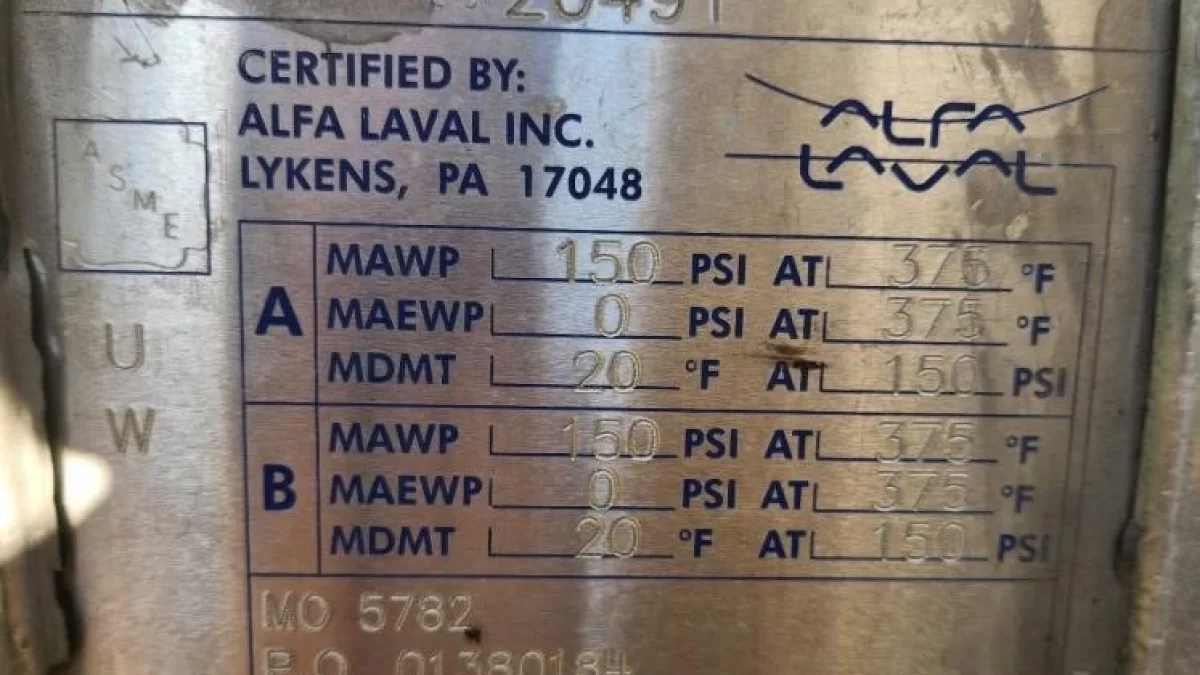 20491
CERTIFIED BY:
ALFA LAVAL INC.
LYKENS, PA 17048
ALFA
LAVAL
ASME
U
W
A
MAWP 150 PSI AT 375 °F
MAEWP 0 PSI AT 375 °F
MDMT 20 °F AT 150 PSI
B
MAWP 150 PSI AT 375 °F
MAEWP 0 PSI AT 375 °F
MDMT 20 °F AT 150 PSI
MO 5782
P.O. 0138018H